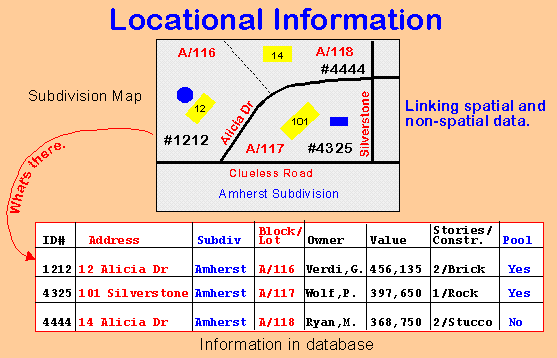 Locational Information
Subdivision Map
A/116
14
A/118
#4444
12
#1212
Alicia Dr
101
A/117
#4325
Silverstone
Clueless Road
Amherst Subdivision
Linking spatial and
non-spatial data.
What's there.
ID# Address Subdiv Block/Lot Owner Value Stories/Constr. Pool
1212 12 Alicia Dr Amherst A/116 Verdi,G. 456,135 2/Brick Yes
4325 101 Silverstone Amherst A/117 Wolf,P. 397,650 1/Rock Yes
4444 14 Alicia Dr Amherst A/118 Ryan,M. 368,750 2/Stucco No
Information in database